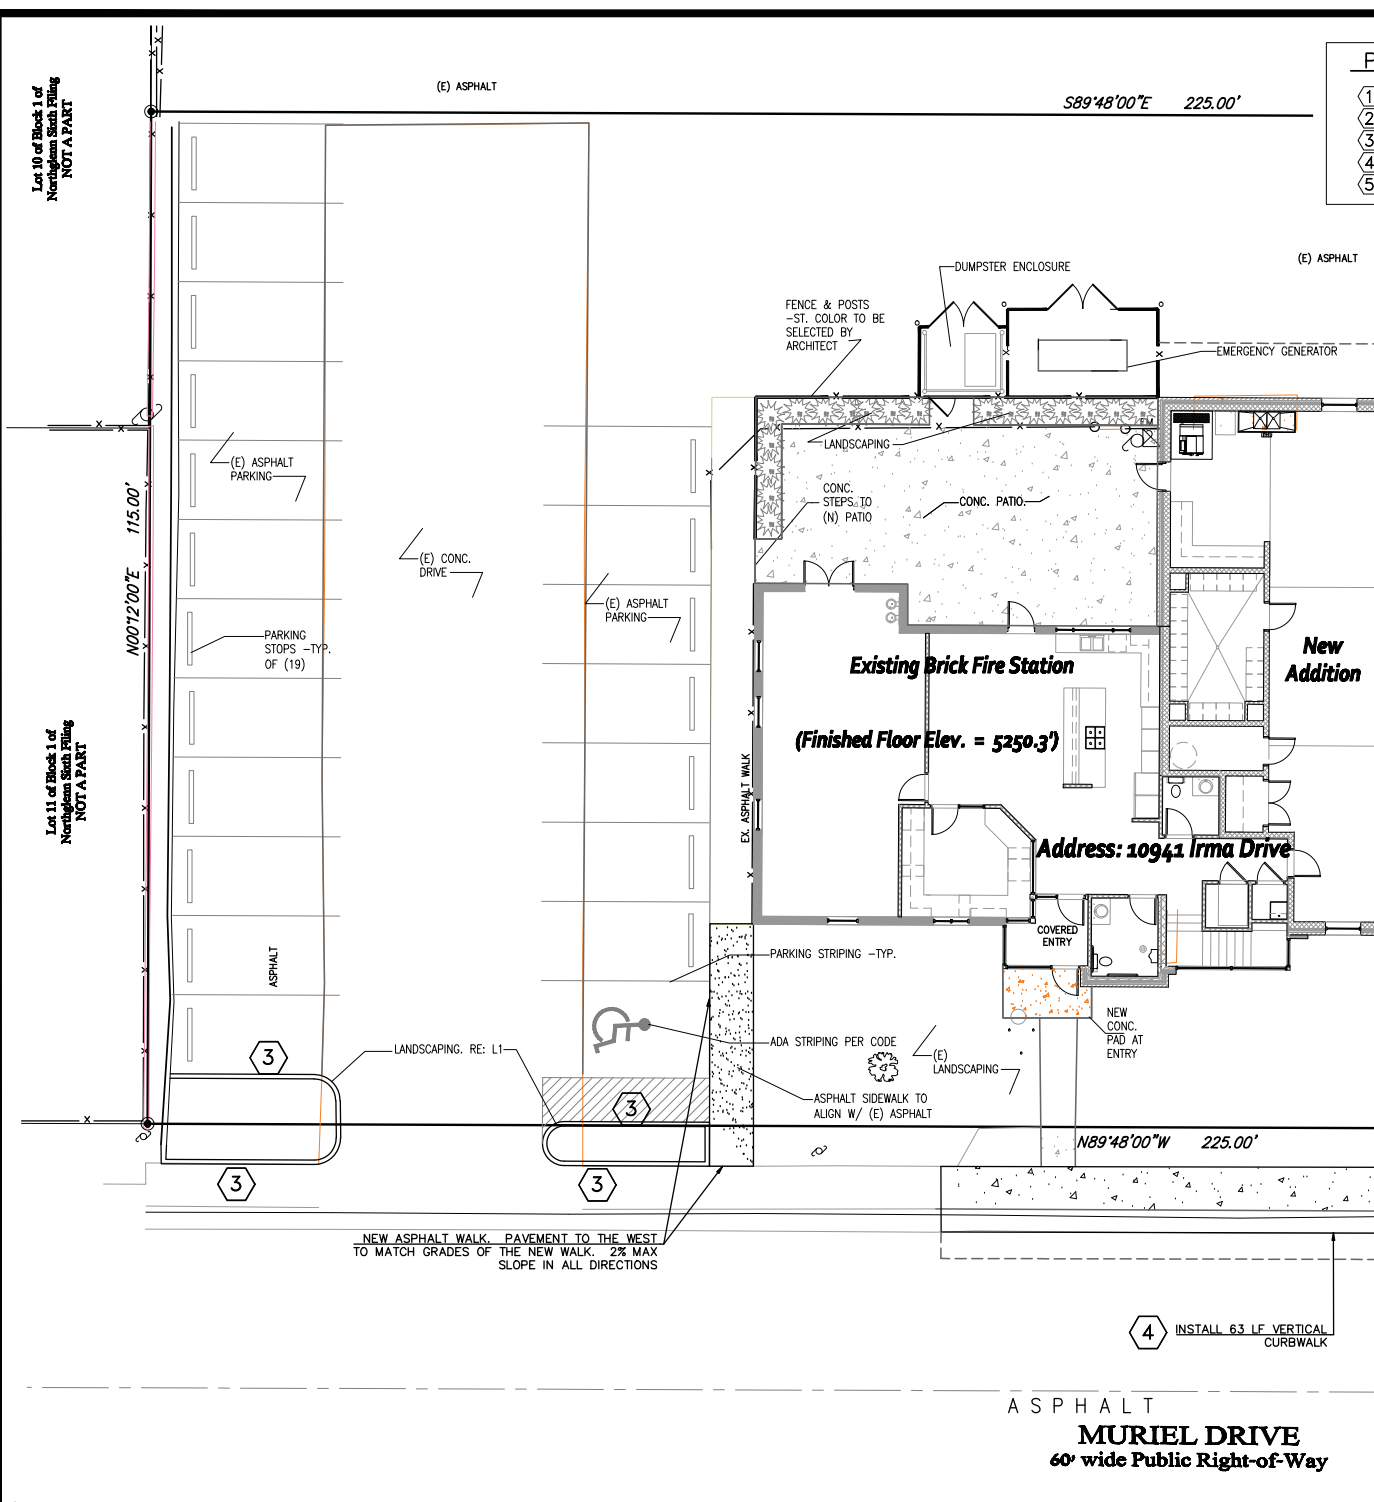 (E) ASPHALT
S89°48'00"E 225.00'
P
1
2
3
4
5
Lot 10 of Block 1 of
Northglenn Sixth Filing
NOT A PART
(E) ASPHALT
DUMPSTER ENCLOSURE
FENCE & POSTS
-ST. COLOR TO BE
SELECTED BY
ARCHITECT
EMERGENCY GENERATOR
EM
LANDSCAPING
(E) ASPHALT
PARKING
CONC.
STEPS TO
(N) PATIO
CONC. PATIO.
N00°12'00"E 115.00'
(E) CONC.
DRIVE
(E) ASPHALT
PARKING
PARKING
STOPS -TYP.
OF (19)
New
Addition
Existing Brick Fire Station
(Finished Floor Elev. = 5250.3')
Lot 11 of Block 1 of
Northglenn Sixth Filing
NOT A PART
EX. ASPHALT WALK
Address: 10941 Irma Drive
COVERED
ENTRY
ASPHALT
PARKING STRIPING -TYP.
NEW
CONC.
PAD AT
ENTRY
ADA STRIPING PER CODE
3
LANDSCAPING. RE: L1
(E)
LANDSCAPING
ASPHALT SIDEWALK TO
ALIGN W/ (E) ASPHALT
3
N89°48'00"W 225.00'
3
3
NEW ASPHALT WALK. PAVEMENT TO THE WEST
TO MATCH GRADES OF THE NEW WALK. 2% MAX
SLOPE IN ALL DIRECTIONS
4
INSTALL 63 LF VERTICAL
CURBWALK
ASPHALT
MURIEL DRIVE
60' wide Public Right-of-Way